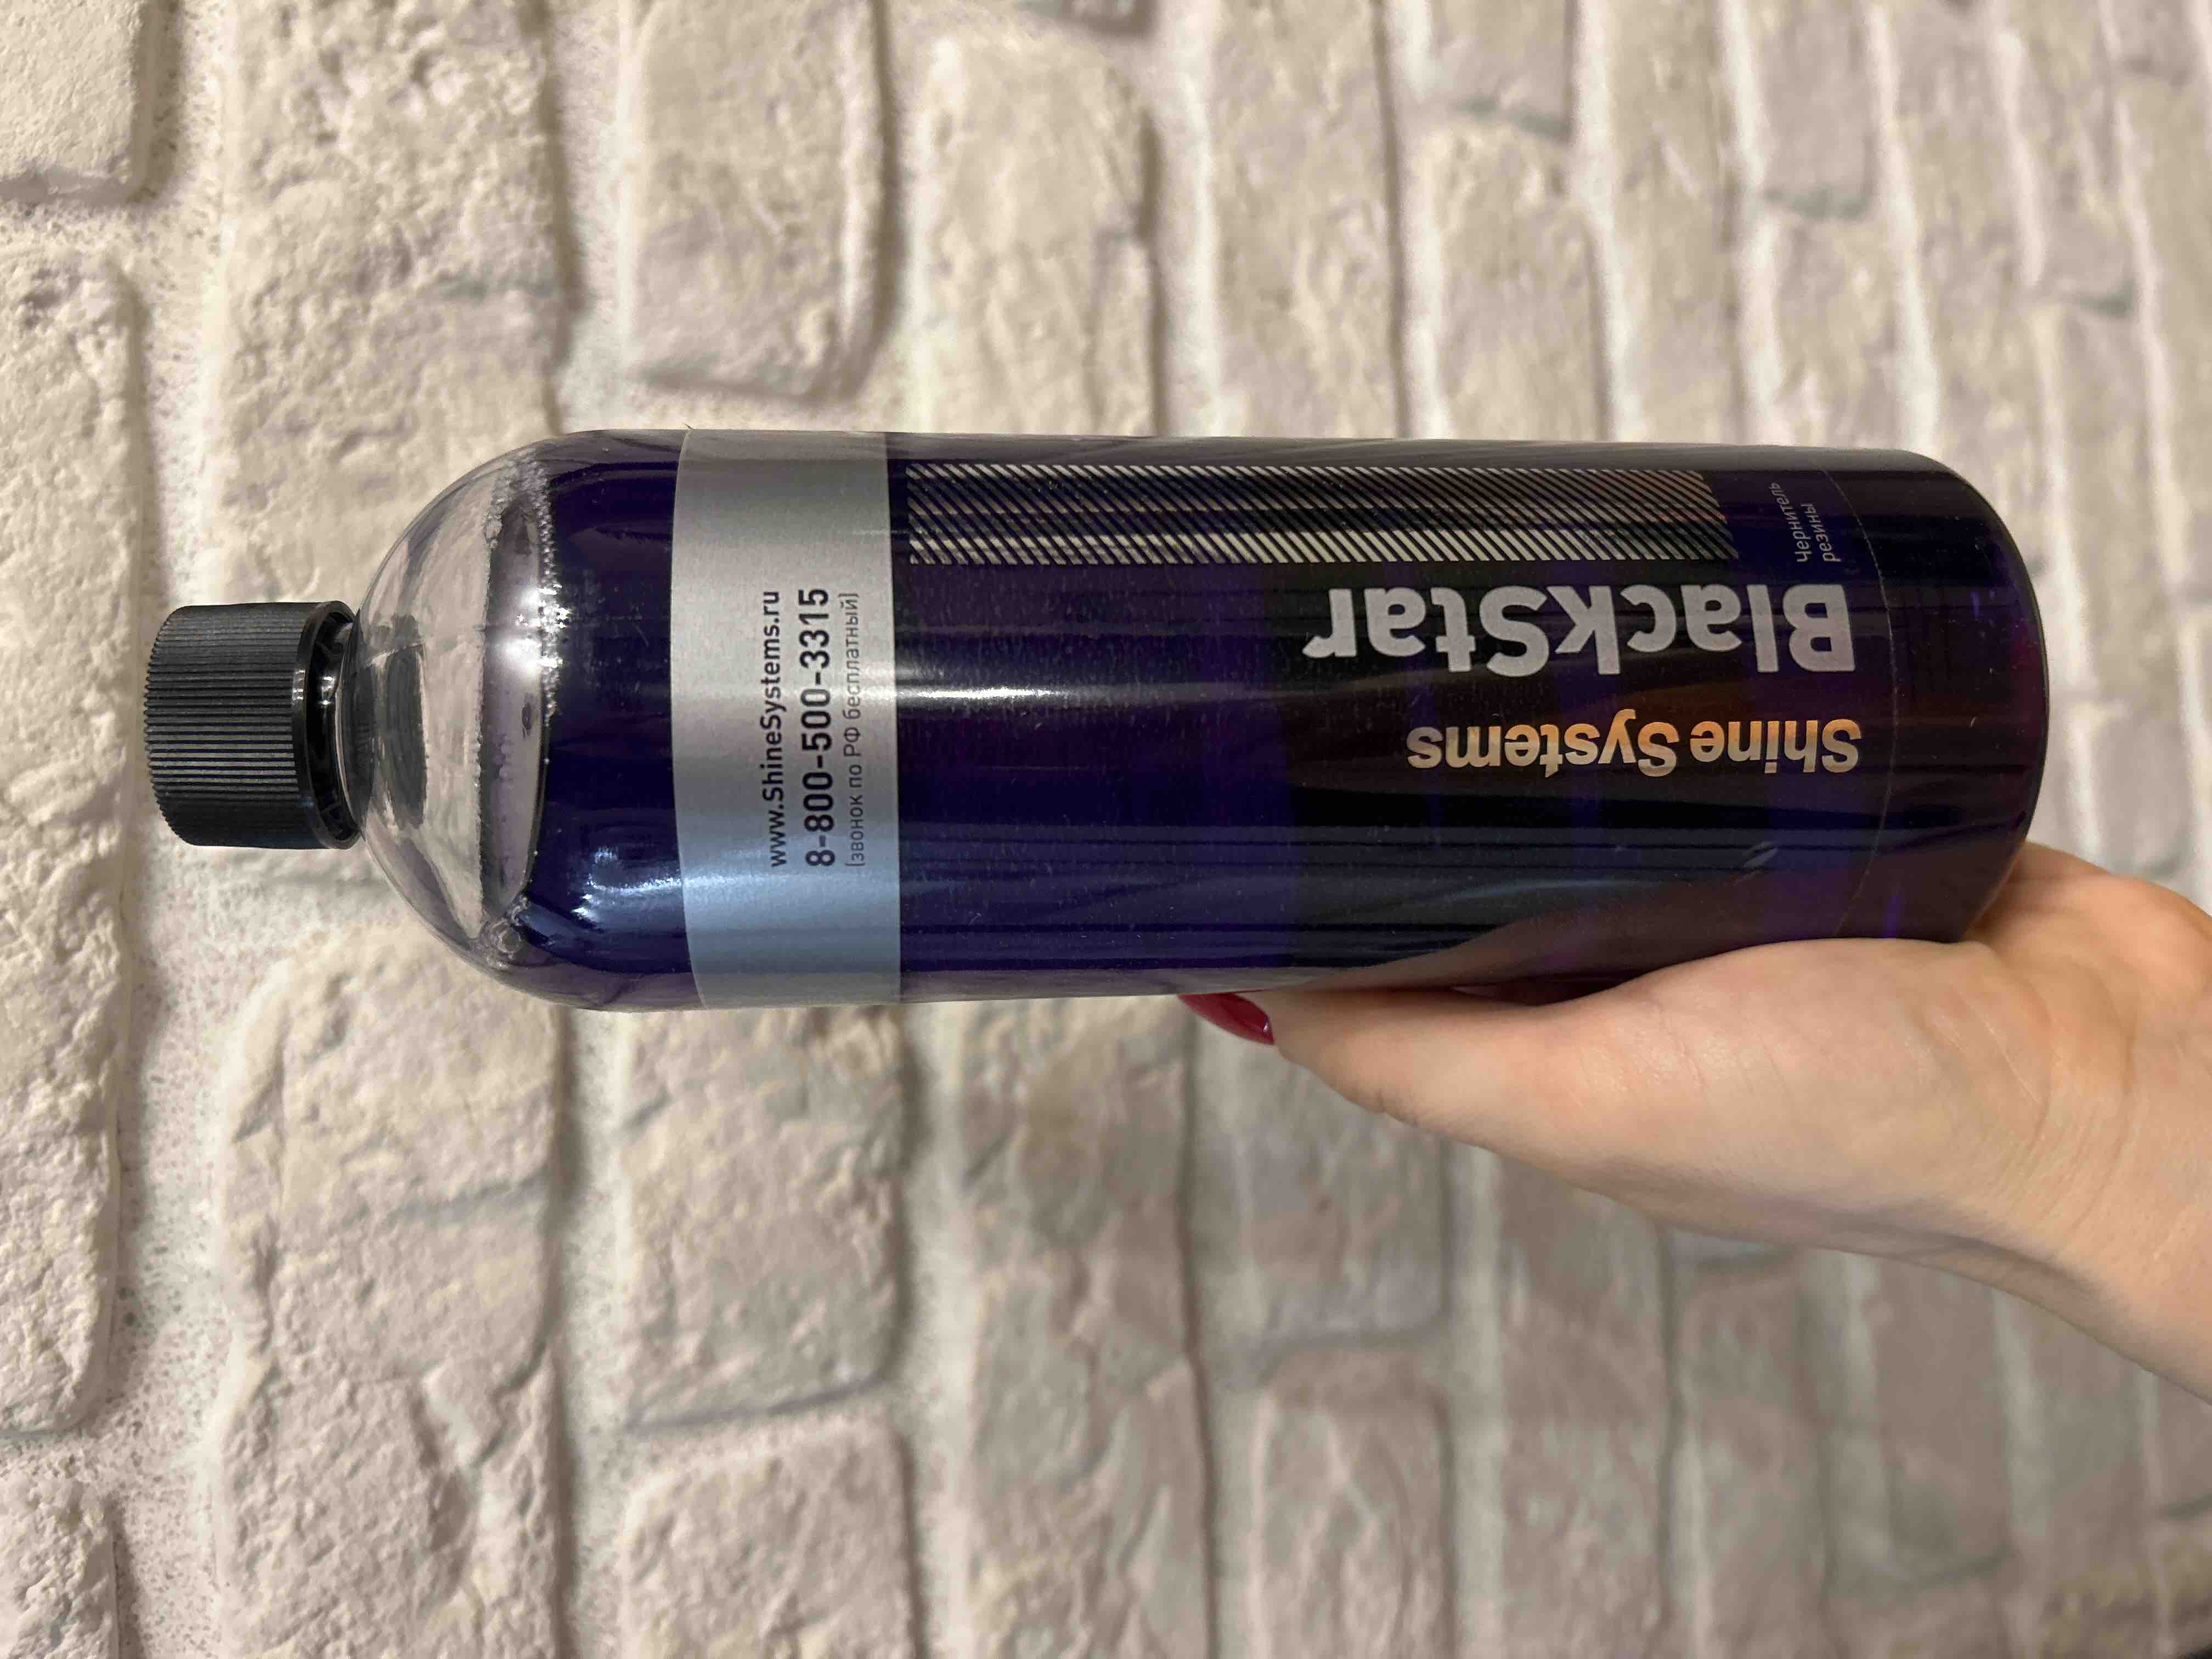 www.ShineSystems.ru
8-800-500-3315
(звонок по РФ бесплатный)
Shine Systems
BlackStar
Чернитель
резины